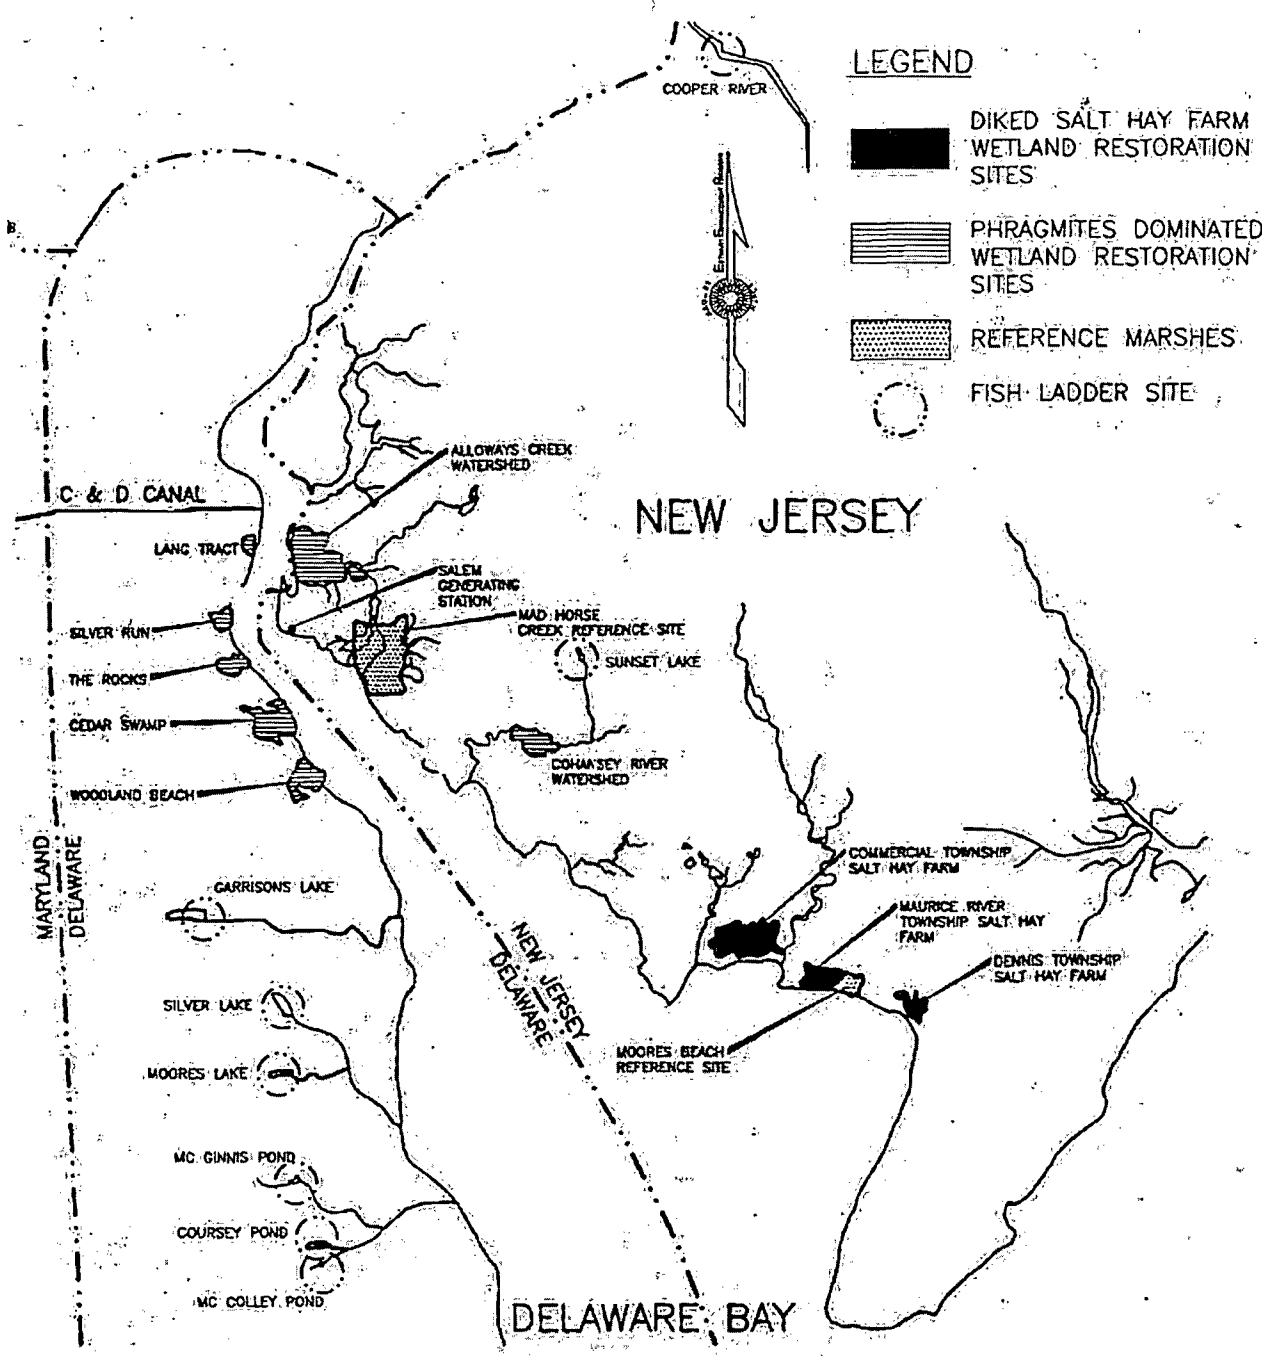 COOPER RIVER
LEGEND
DIKED SALT HAY FARM
WETLAND RESTORATION
SITES
PHRAGMITES DOMINATED
WETLAND RESTORATION
SITES
REFERENCE MARSHES
FISH LADDER SITE
ALLOWAYS CREEK
WATERSHED
C & D CANAL
NEW JERSEY
LANG TRACT
SALEM
GENERATING
STATION
MAD HORSE
CREEK REFERENCE SITE
SILVER RUN
SUNSET LAKE
THE ROCKS
CEDAR SWAMP
COHANSEY RIVER
WATERSHED
WOODLAND BEACH
MARYLAND
DELAWARE
COMMERCIAL TOWNSHIP
SALT HAY FARM
GARRISONS LAKE
MAURICE RIVER
TOWNSHIP SALT HAY
FARM
NEW JERSEY
DELAWARE
DENNIS TOWNSHIP
SALT HAY FARM
SILVER LAKE
MOORES BEACH
REFERENCE SITE
MOORES LAKE
MC GINNIS POND
COURSEY POND
MC COLLEY POND
DELAWARE BAY